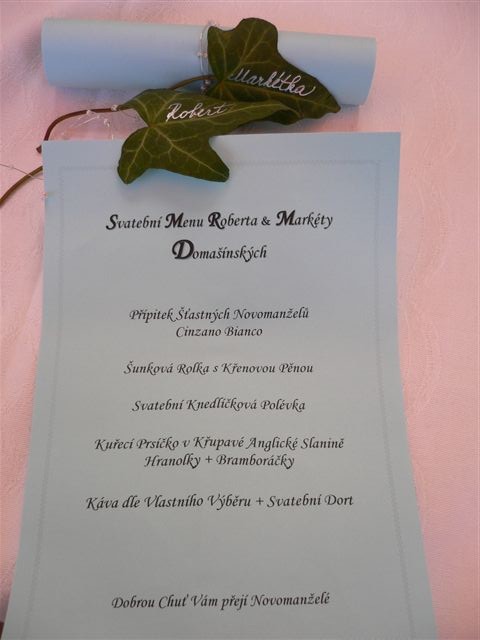 Markétka
Robert
Svatební Menu Roberta & Markéty
Domašínských
Přípitek Šťastných Novomanželů
Cinzano Bianco
Šunková Rolka s Křenovou Pěnou
Svatební Knedlíčková Polévka
Kuřecí Prsíčko v Křupavé Anglické Slanině
Hranolky + Bramboráčky
Káva dle Vlastního Výběru + Svatební Dort
Dobrou Chuť Vám přejí Novomanželé